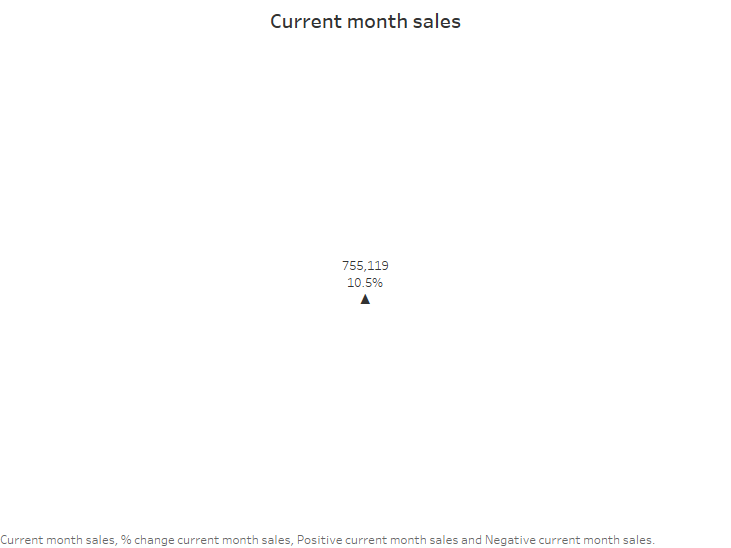 Current month sales
755,119
10.5%
▲
Current month sales, % change current month sales, Positive current month sales and Negative current month sales.